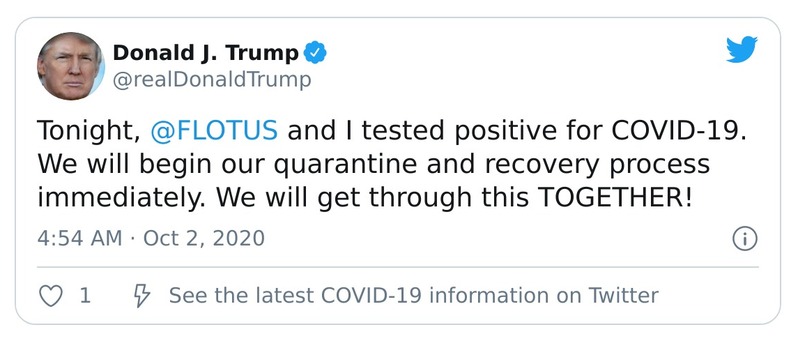 Donald J. Trump
@realDonaldTrump
Tonight, @FLOTUS and I tested positive for COVID-19.
We will begin our quarantine and recovery process
immediately. We will get through this TOGETHER!
4:54 AM · Oct 2, 2020
1
See the latest COVID-19 information on Twitter